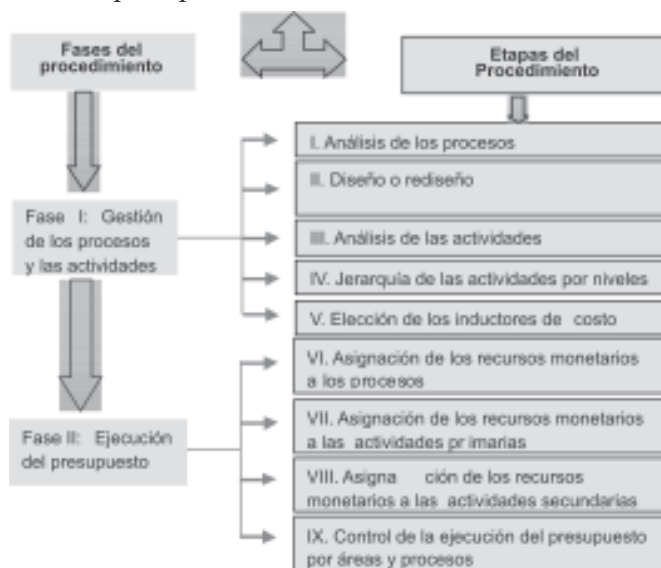 Fases del
procedimiento
Etapas del
Procedimiento
I. Análisis de los procesos
II. Diseño o rediseño
Fase I: Gestión
de los procesos
y las actividades
III. Análisis de las actividades
IV. Jerarquía de las actividades por niveles
V. Elección de los inductores de costo
VI. Asignación de los recursos monetarios
a los procesos
Fase II: Ejecución
del presupuesto
VII. Asignación de los recursos monetarios
a las actividades pr imarias
VIII. Asigna ción de los recursos
monetarios a las actividades secundarias
IX. Control de la ejecución del presupuesto
por áreas y procesos